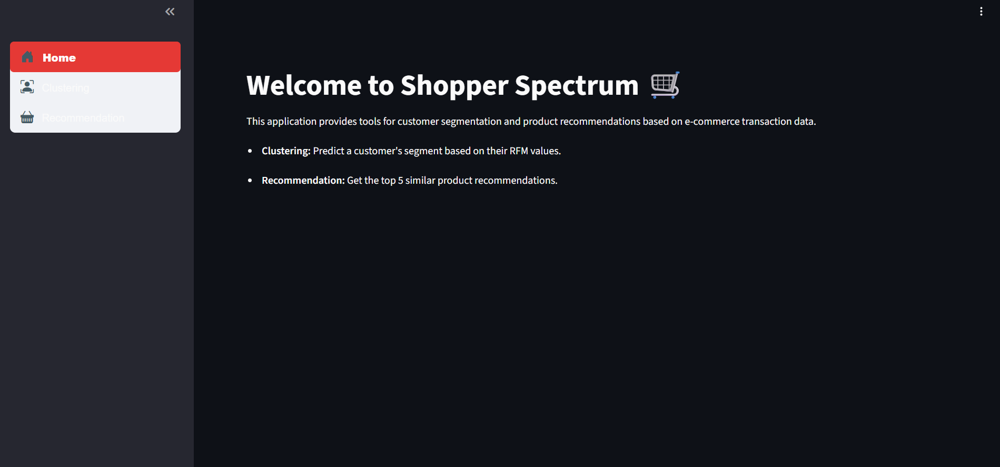 Home
Clustering
Recommendation
Welcome to Shopper Spectrum
This application provides tools for customer segmentation and product recommendations based on e-commerce transaction data.
• Clustering: Predict a customer's segment based on their RFM values.
• Recommendation: Get the top 5 similar product recommendations.